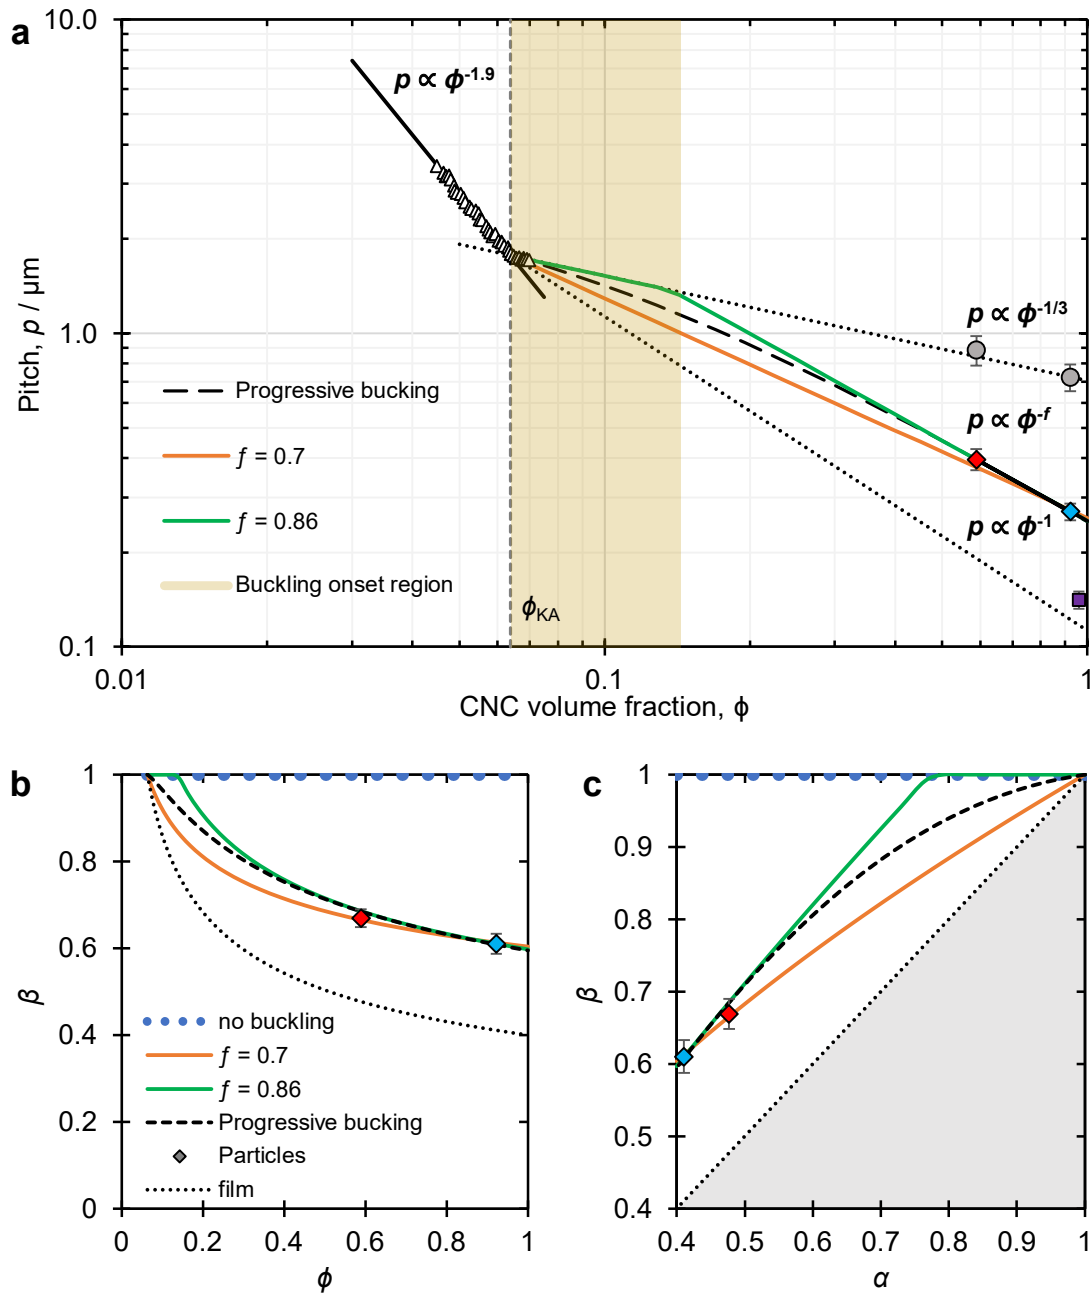 a
10.0
p ∝ ϕ-1.9
Pitch, p / µm
1.0
p ∝ ϕ-1/3
Progressive bucking
p ∝ ϕ-f
ƒ = 0.7
ƒ = 0.86
p ∝ ϕ-1
Buckling onset region
ϕKA
0.1
0.01
0.1
1
CNC volume fraction, ϕ
b
1
0.8
0.6
β
0.4
0.2
0
no buckling
ƒ = 0.7
ƒ = 0.86
Progressive bucking
Particles
film
0
0.2
0.4
0.6
0.8
1
ϕ
c
1
0.9
0.8
β
0.7
0.6
0.5
0.4
0.4
0.5
0.6
0.7
0.8
0.9
1
α